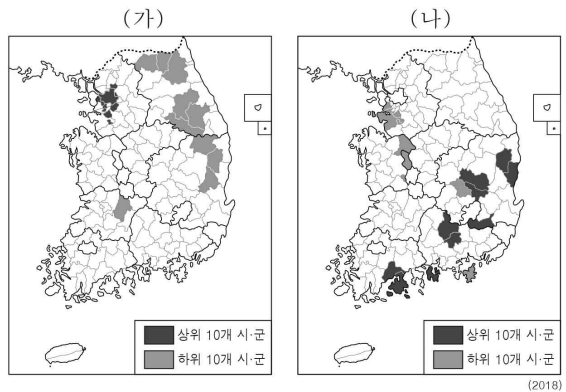 (가)
(나)
상위 10개 시·군
하위 10개 시·군
상위 10개 시·군
하위 10개 시·군
(2018)